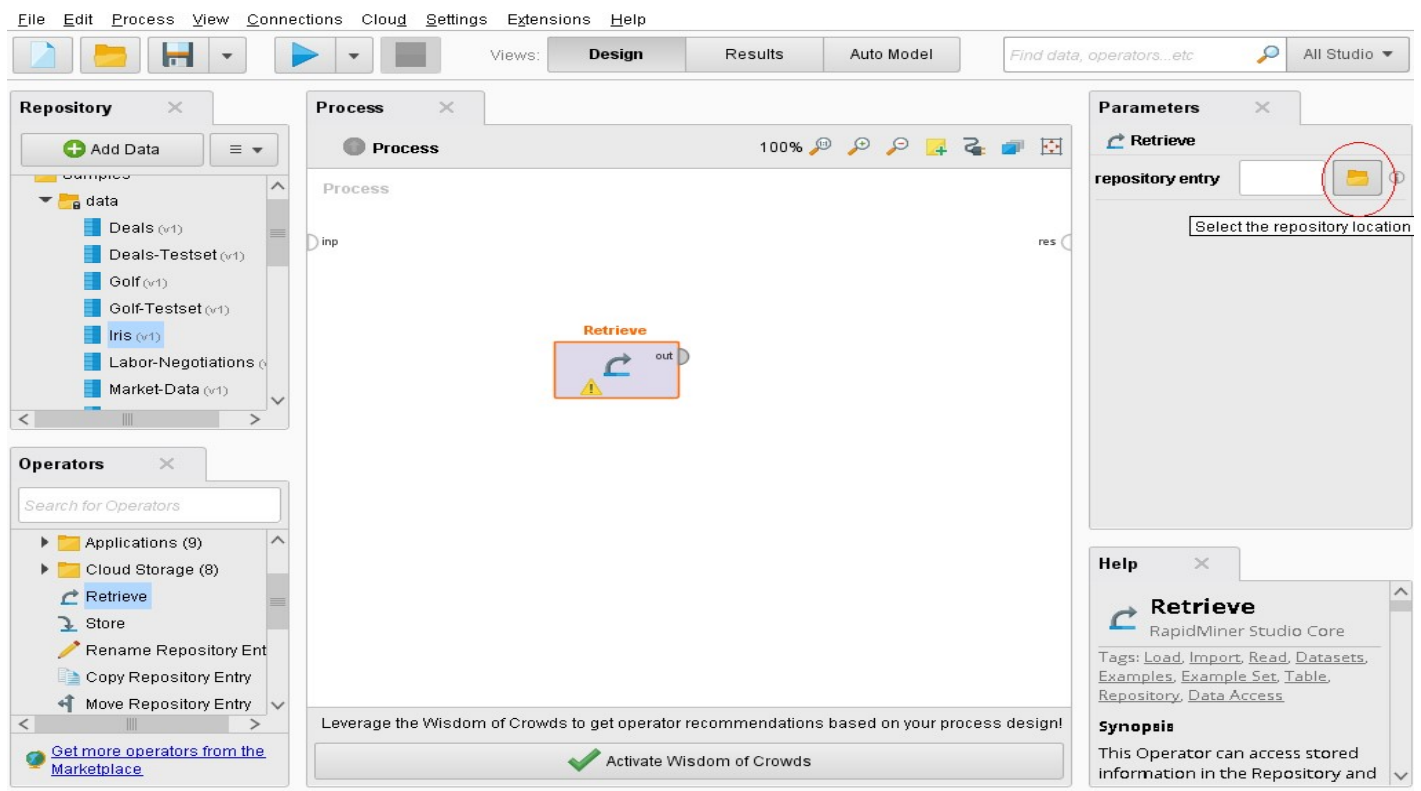 File Edit Process View Connections Cloud Settings Extensions Help
Views: Design Results Auto Model Find data, operators...etc All Studio
Repository
Add Data
data
Deals (v1)
Deals-Testset (v1)
Golf (v1)
Golf-Testset (v1)
Iris (v1)
Labor-Negotiations
Market-Data (v1)
Operators
Search for Operators
Applications (9)
Cloud Storage (8)
Retrieve
Store
Rename Repository Ent
Copy Repository Entry
Move Repository Entry
Get more operators from the
Marketplace
Process
Process 100%
Process
inp res
Retrieve
out
Leverage the Wisdom of Crowds to get operator recommendations based on your process design!
Activate Wisdom of Crowds
Parameters
Retrieve
repository entry
Select the repository location
Help
Retrieve
RapidMiner Studio Core
Tags: Load, Import, Read, Datasets,
Examples, Example Set, Table,
Repository, Data Access
Synopsis
This Operator can access stored
information in the Repository and